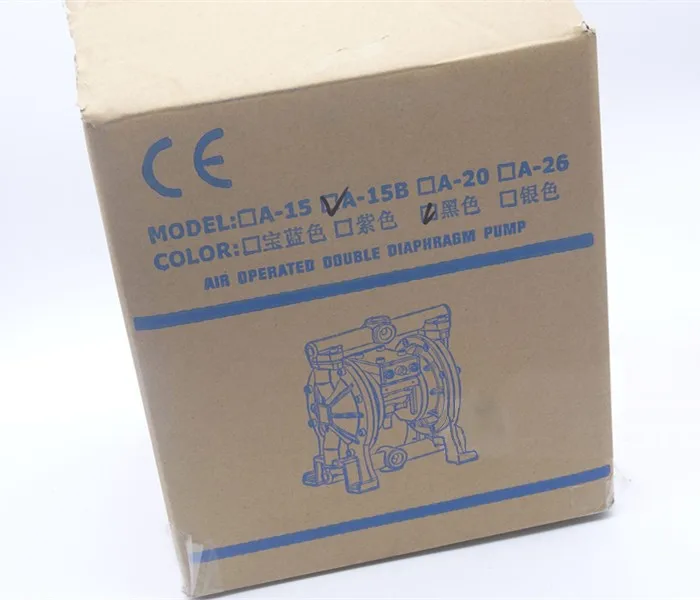 CE
MODEL:☐A-15 ☑A-15B ☐A-20 ☐A-26
COLOR:☐宝蓝色 ☐紫色 ☑黑色 ☐银色
AIR OPERATED DOUBLE DIAPHRAGM PUMP